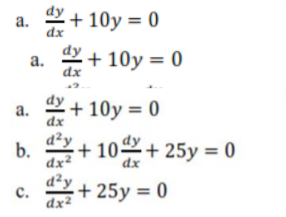 a. dy/dx + 10y = 0
a. dy/dx + 10y = 0
a. dy/dx + 10y = 0
b. d²y/dx² + 10 dy/dx + 25y = 0
c. d²y/dx² + 25y = 0